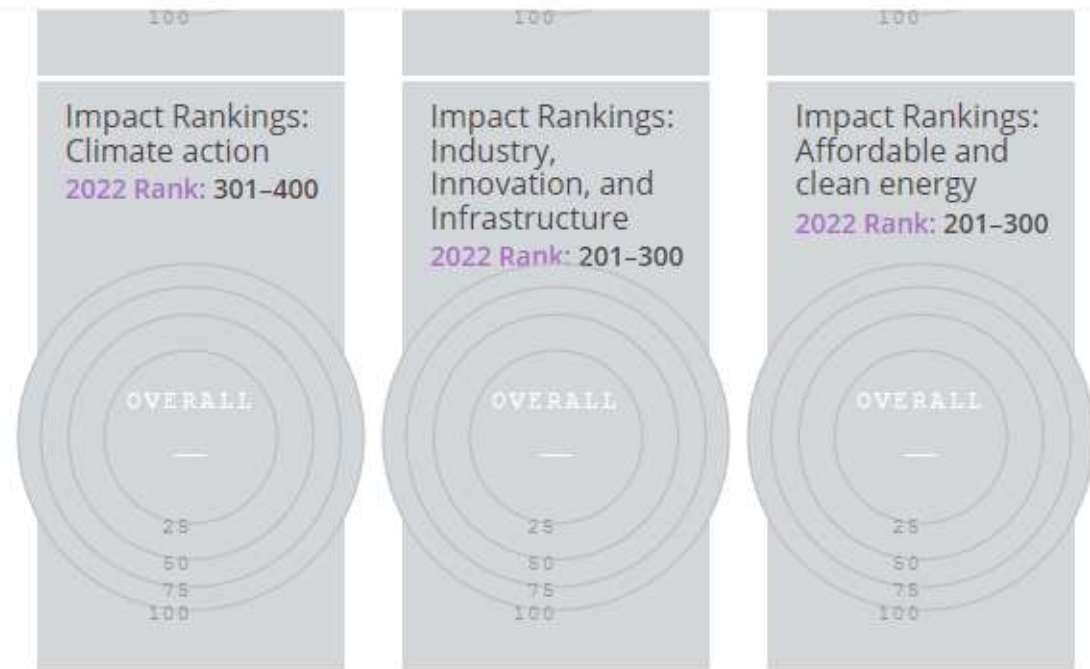 100
100
100
Impact Rankings:
Climate action
2022 Rank: 301–400
OVERALL
—
25
50
75
100
Impact Rankings:
Industry,
Innovation, and
Infrastructure
2022 Rank: 201–300
OVERALL
—
25
50
75
100
Impact Rankings:
Affordable and
clean energy
2022 Rank: 201–300
OVERALL
—
25
50
75
100